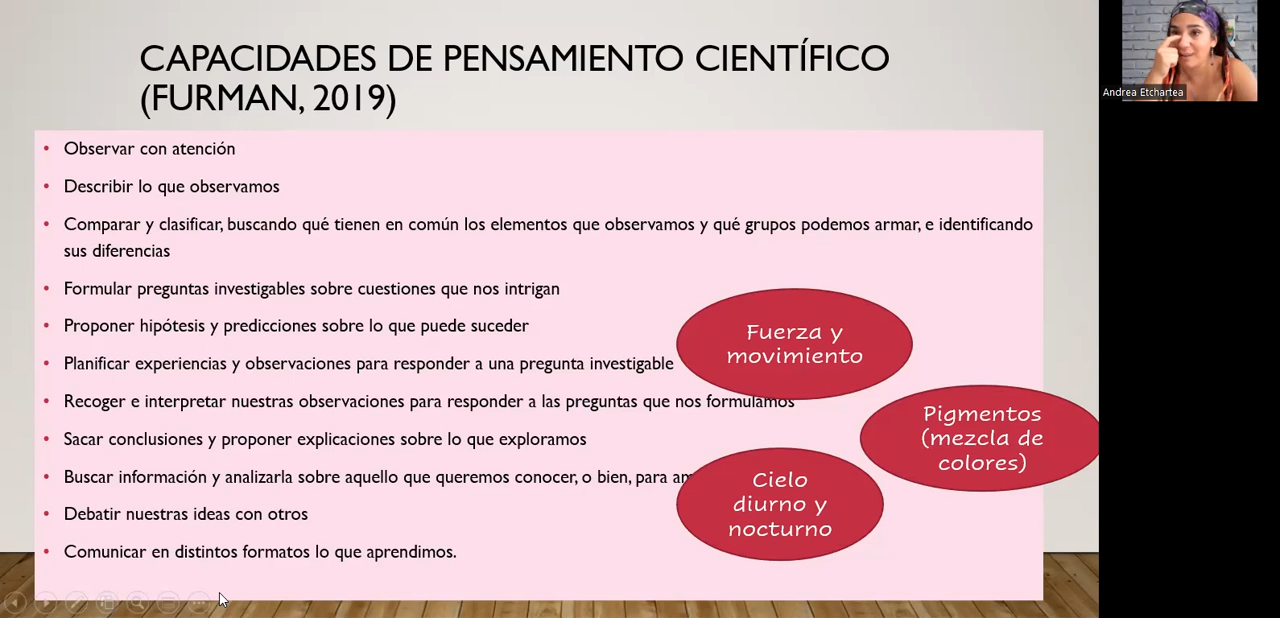 CAPACIDADES DE PENSAMIENTO CIENTÍFICO
(FURMAN, 2019)
Andrea Etchartea
• Observar con atención
• Describir lo que observamos
• Comparar y clasificar, buscando qué tienen en común los elementos que observamos y qué grupos podemos armar, e identificando
sus diferencias
• Formular preguntas investigables sobre cuestiones que nos intrigan
• Proponer hipótesis y predicciones sobre lo que puede suceder
• Planificar experiencias y observaciones para responder a una pregunta investigable
• Recoger e interpretar nuestras observaciones para responder a las preguntas que nos formulamos
• Sacar conclusiones y proponer explicaciones sobre lo que exploramos
• Buscar información y analizarla sobre aquello que queremos conocer, o bien, para
• Debatir nuestras ideas con otros
• Comunicar en distintos formatos lo que aprendimos.
Fuerza y
movimiento
Pigmentos
(mezcla de
colores)
Cielo
diurno y
nocturno